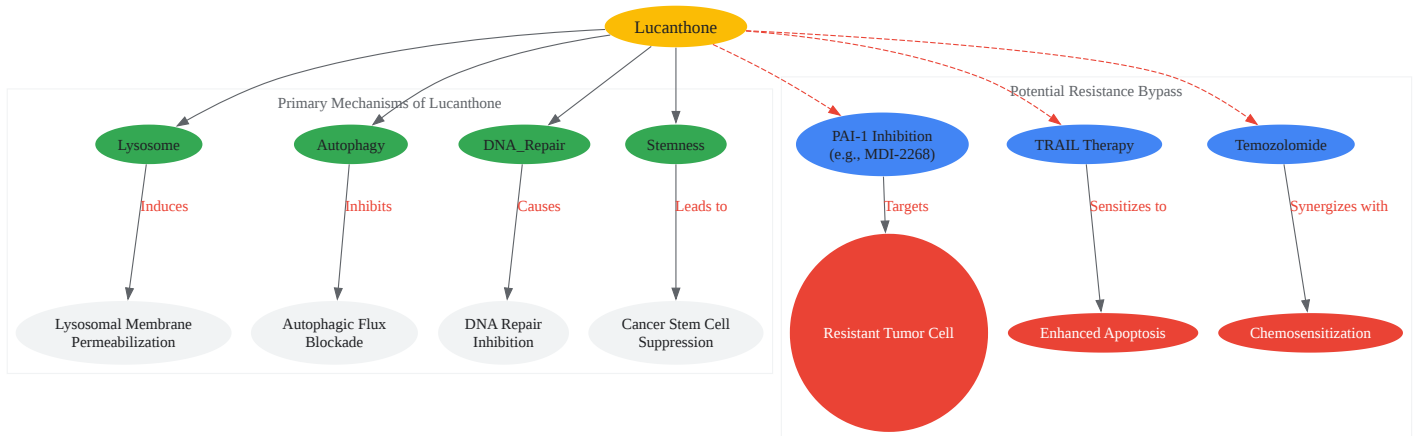 Lucanthone
Primary Mechanisms of Lucanthone
Potential Resistance Bypass
Lysosome
Autophagy
DNA_Repair
Stemness
PAI-1 Inhibition
(e.g., MDI-2268)
TRAIL Therapy
Temozolomide
Induces
Inhibits
Causes
Leads to
Targets
Sensitizes to
Synergizes with
Lysosomal Membrane
Permeabilization
Autophagic Flux
Blockade
DNA Repair
Inhibition
Cancer Stem Cell
Suppression
Resistant Tumor Cell
Enhanced Apoptosis
Chemosensitization